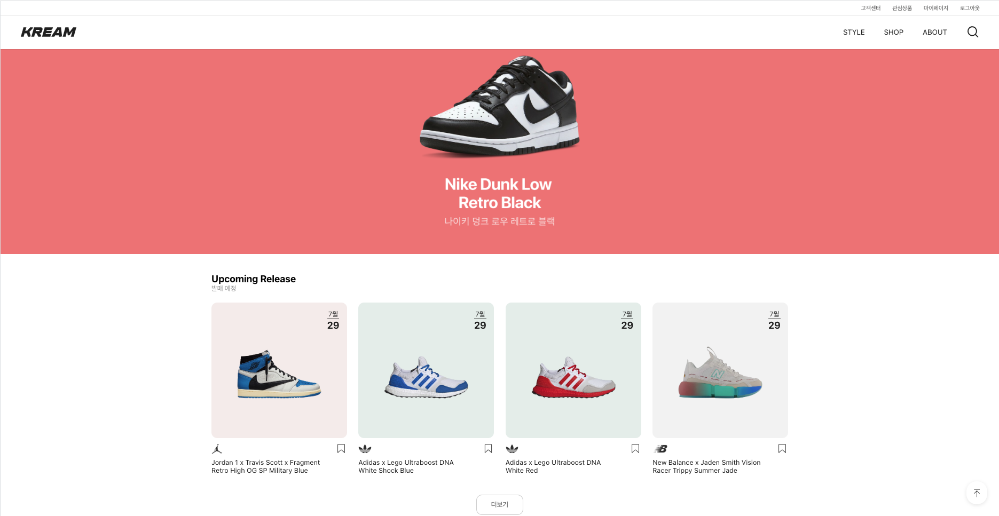 고객센터 관심상품 마이페이지 로그아웃
KREAM STYLE SHOP ABOUT
Nike Dunk Low
Retro Black
나이키 덩크 로우 레트로 블랙
Upcoming Release
발매 예정
7월
29
7월
29
7월
29
7월
29
Jordan 1 x Travis Scott x Fragment
Retro High OG SP Military Blue
Adidas x Lego Ultraboost DNA
White Shock Blue
Adidas x Lego Ultraboost DNA
White Red
New Balance x Jaden Smith Vision
Racer Trippy Summer Jade
더보기